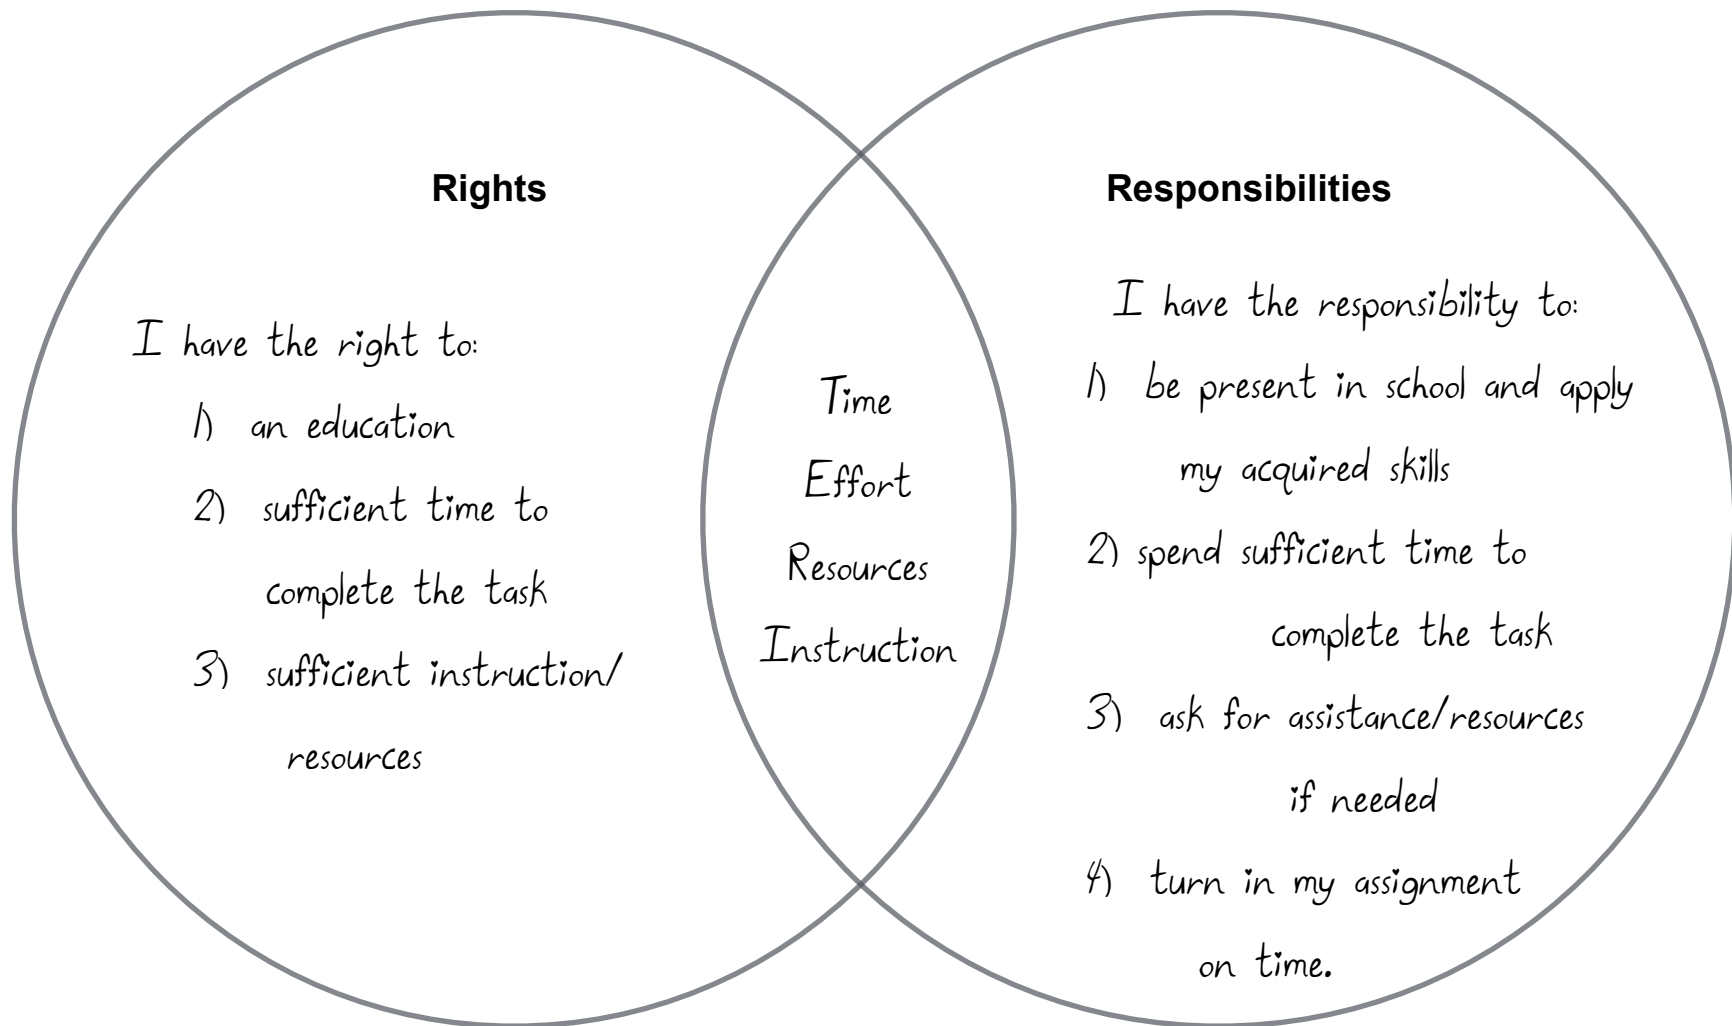 Rights
I have the right to:
1) an education
2) sufficient time to
complete the task
3) sufficient instruction/
resources
Time
Effort
Resources
Instruction
Responsibilities
I have the responsibility to:
1) be present in school and apply
my acquired skills
2) spend sufficient time to
complete the task
3) ask for assistance/resources
if needed
4) turn in my assignment
on time.